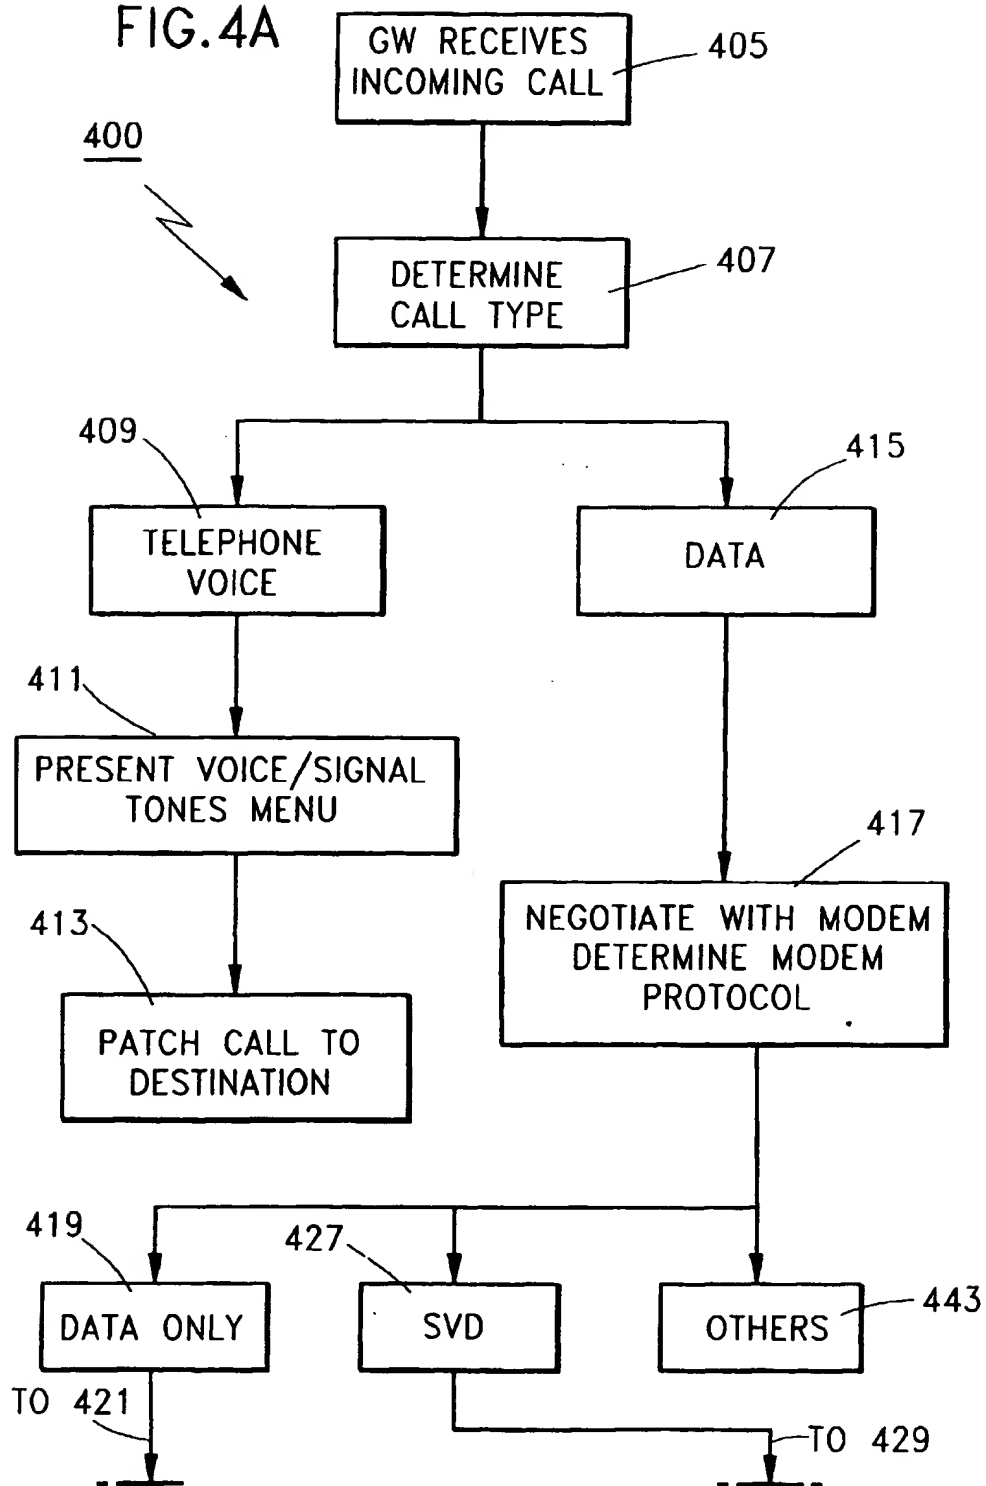 FIG.4A
GW RECEIVES
INCOMING CALL
405
400
DETERMINE
CALL TYPE
407
409
415
TELEPHONE
VOICE
DATA
411
PRESENT VOICE/SIGNAL
TONES MENU
417
413
NEGOTIATE WITH MODEM
DETERMINE MODEM
PROTOCOL
PATCH CALL TO
DESTINATION
419
427
443
DATA ONLY
SVD
OTHERS
TO 421
TO 429